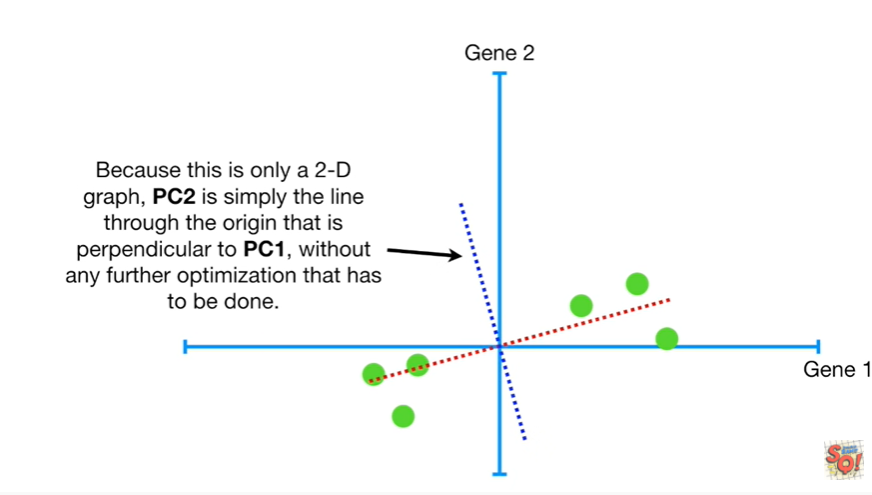 Gene 2
Because this is only a 2-D
graph, PC2 is simply the line
through the origin that is
perpendicular to PC1, without
any further optimization that has
to be done.
Gene 1
SQ!